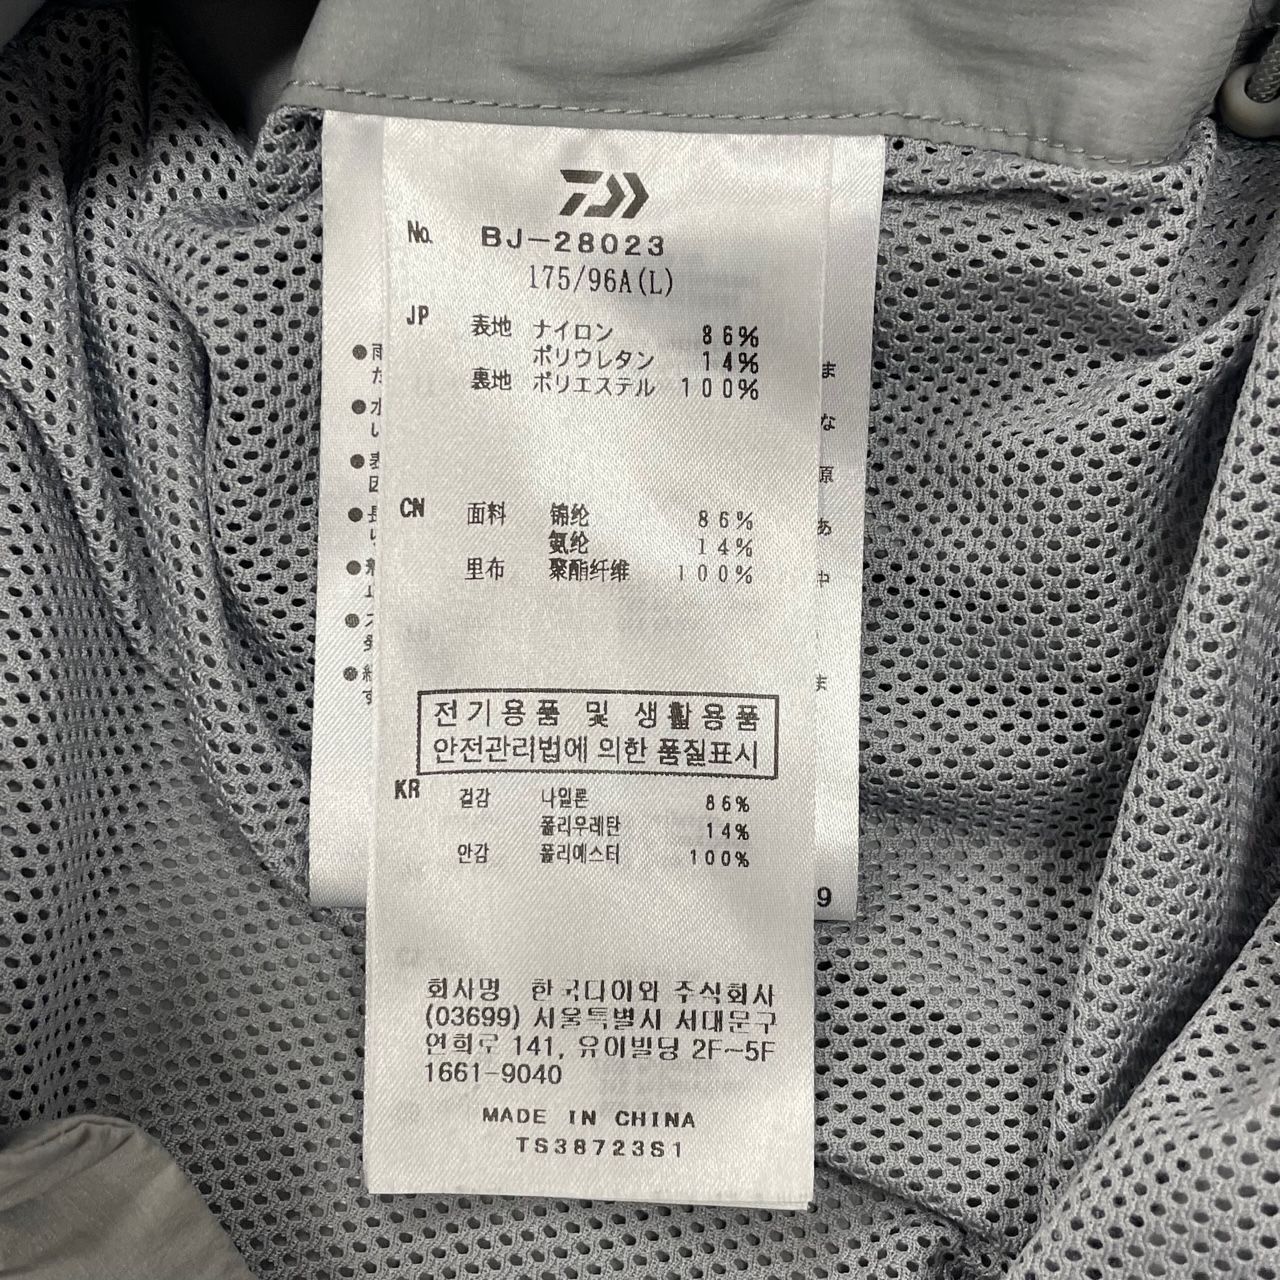 No. BJ-28023
175/96A(L)
JP 表地 ナイロン 86%
ポリウレタン 14%
裏地 ポリエステル 100%
CN 面料 锦纶 86%
氨纶 14%
里布 聚酯纤维 100%
전기용품 및 생활용품
안전관리법에 의한 품질표시
KR 겉감 나일론 86%
폴리우레탄 14%
안감 폴리에스터 100%
회사명 한국다이와 주식회사
(03699) 서울특별시 서대문구
연희로 141, 유이빌딩 2F-5F
1661-9040
MADE IN CHINA
TS38723S1
9